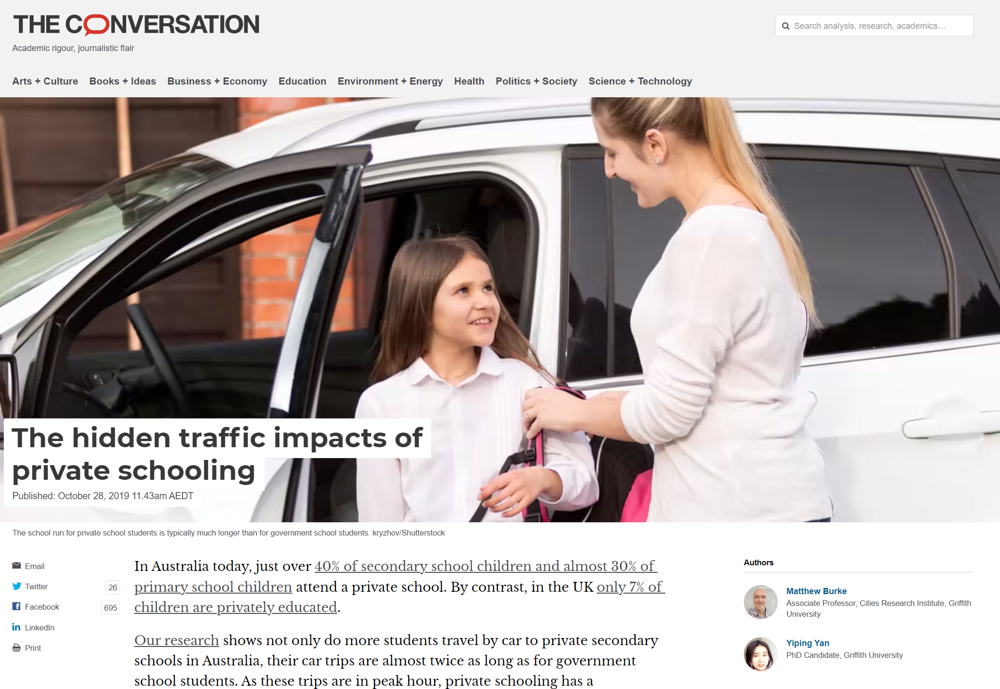 THE CONVERSATION
Search analysis, research, academics…
Academic rigour, journalistic flair
Arts + Culture Books + Ideas Business + Economy Education Environment + Energy Health Politics + Society Science + Technology
The hidden traffic impacts of
private schooling
Published: October 28, 2019 11.43am AEDT
The school run for private school students is typically much longer than for government school students. kryzhov/Shutterstock
Email
Twitter 26
Facebook 695
LinkedIn
Print
In Australia today, just over 40% of secondary school children and almost 30% of
primary school children attend a private school. By contrast, in the UK only 7% of
children are privately educated.
Our research shows not only do more students travel by car to private secondary
schools in Australia, their car trips are almost twice as long as for government
school students. As these trips are in peak hour, private schooling has a
Authors
Matthew Burke
Associate Professor, Cities Research Institute, Griffith
University
Yiping Yan
PhD Candidate, Griffith University